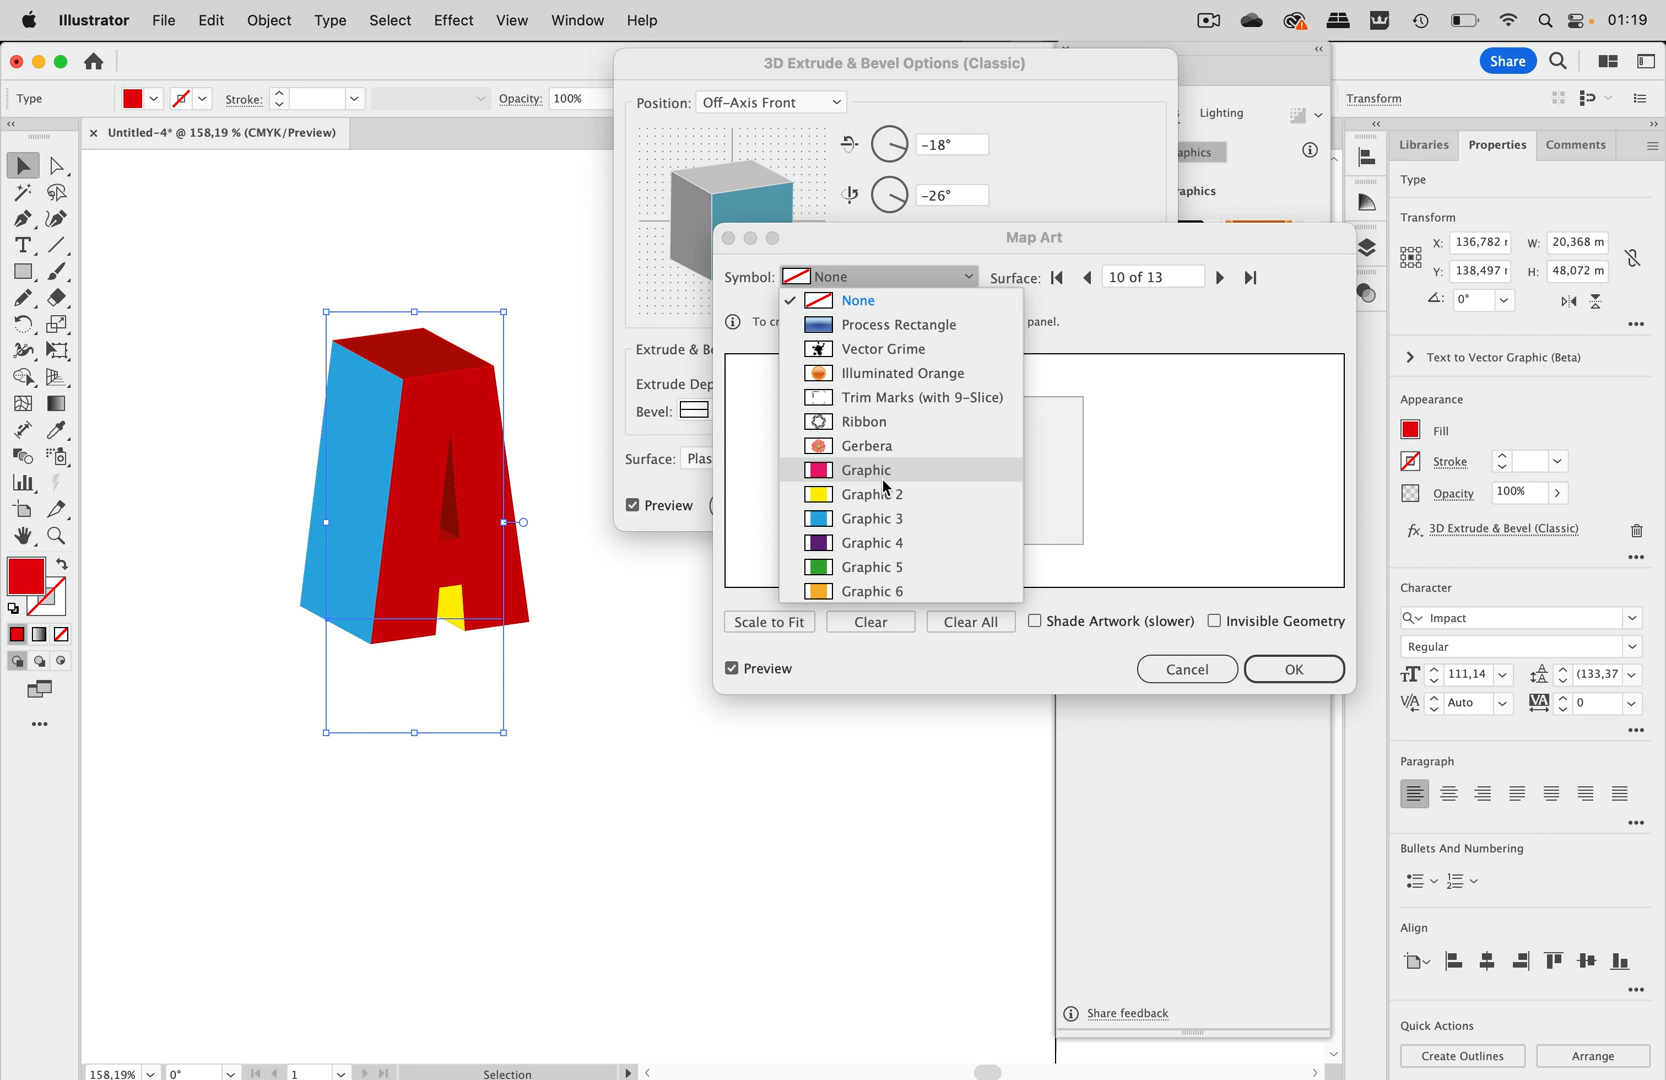 Illustrator File Edit Object Type Select Effect View Window Help 01:19
Share
Type Stroke: Opacity: 100% Transform
× Untitled-4* @ 158,19 % (CMYK/Preview)
3D Extrude & Bevel Options (Classic)
Position: Off-Axis Front
-18°
-26°
Extrude & Be
Extrude Dep
Bevel:
Surface: Plas
Preview
Lighting
aphics
raphics
Map Art
Symbol: None Surface: 10 of 13
To cr panel.
None
Process Rectangle
Vector Grime
Illuminated Orange
Trim Marks (with 9-Slice)
Ribbon
Gerbera
Graphic
Graphic 2
Graphic 3
Graphic 4
Graphic 5
Graphic 6
Scale to Fit Clear Clear All Shade Artwork (slower) Invisible Geometry
Preview Cancel OK
A
Share feedback
Libraries Properties Comments
Type
Transform
X: 136,782 W: 20,368 m
Y: 138,497 H: 48,072 m
0°
Text to Vector Graphic (Beta)
Appearance
Fill
Stroke
Opacity 100%
fx. 3D Extrude & Bevel (Classic)
Character
Impact
Regular
111,14 (133,37
Auto 0
Paragraph
Bullets And Numbering
Align
Quick Actions
Create Outlines Arrange
158,19% 0° 1 Selection